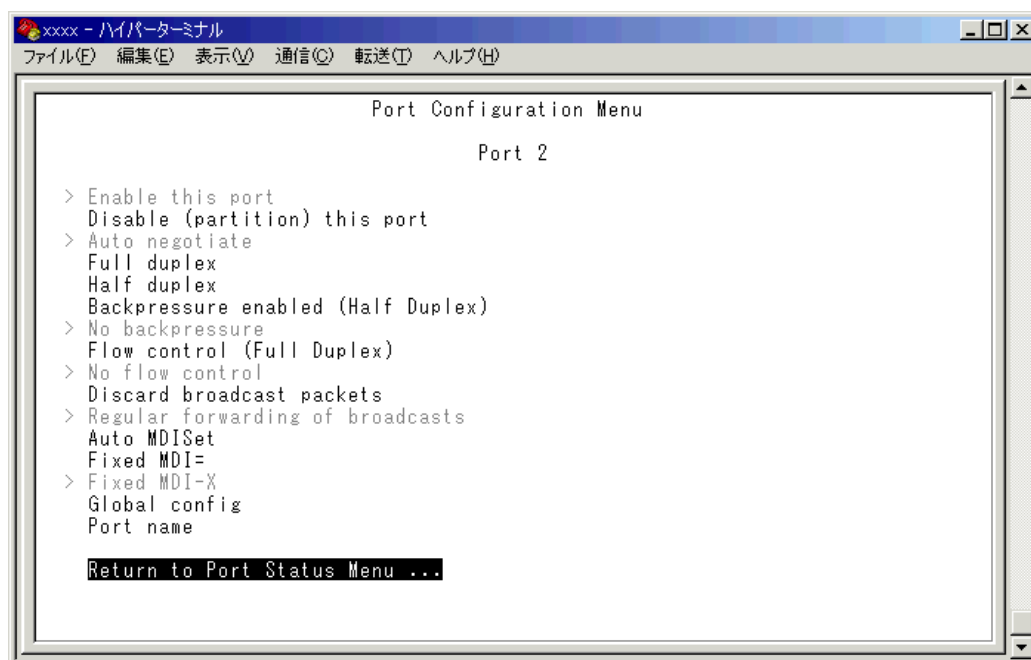 xxxx - ハイパーターミナル
ファイル(F) 編集(E) 表示(V) 通信(C) 転送(T) ヘルプ(H)
Port Configuration Menu
Port 2
> Enable this port
Disable (partition) this port
> Auto negotiate
Full duplex
Half duplex
Backpressure enabled (Half Duplex)
> No backpressure
Flow control (Full Duplex)
> No flow control
Discard broadcast packets
> Regular forwarding of broadcasts
Auto MDISet
Fixed MDI=
> Fixed MDI-X
Global config
Port name
Return to Port Status Menu ...